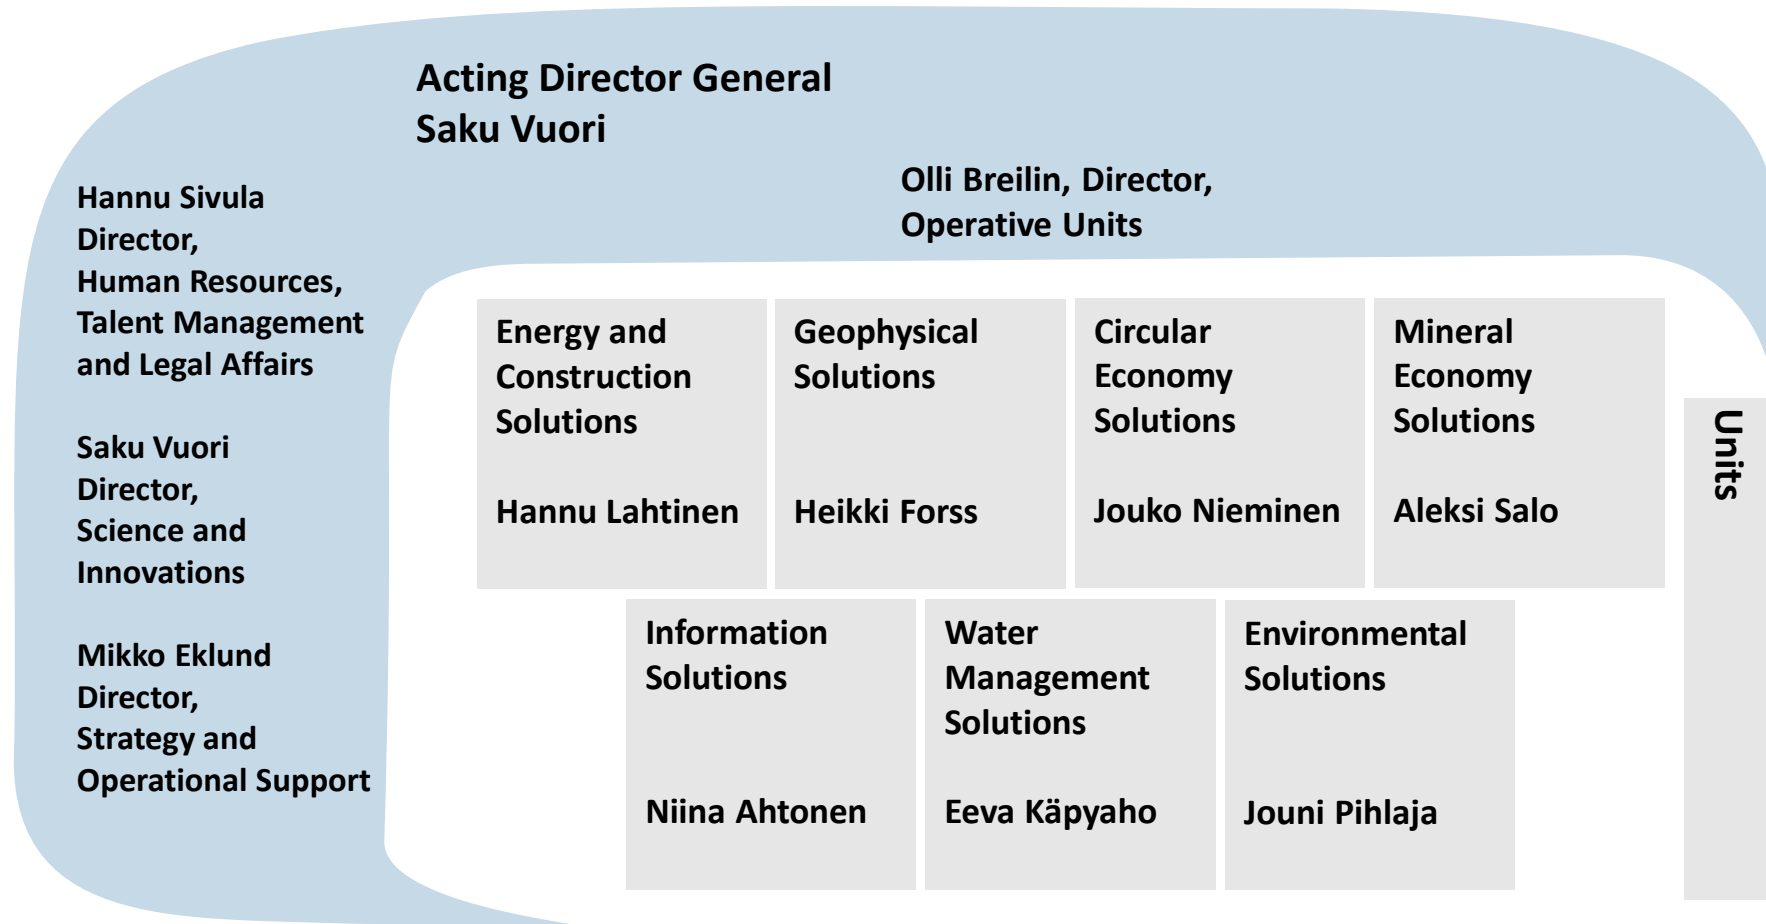 Acting Director General
Saku Vuori
Olli Breilin, Director,
Operative Units
Hannu Sivula
Director,
Human Resources,
Talent Management
and Legal Affairs
Saku Vuori
Director,
Science and
Innovations
Mikko Eklund
Director,
Strategy and
Operational Support
Energy and
Construction
Solutions
Hannu Lahtinen
Geophysical
Solutions
Heikki Forss
Circular
Economy
Solutions
Jouko Nieminen
Mineral
Economy
Solutions
Aleksi Salo
Information
Solutions
Niina Ahtonen
Water
Management
Solutions
Eeva Käpyaho
Environmental
Solutions
Jouni Pihlaja
Units